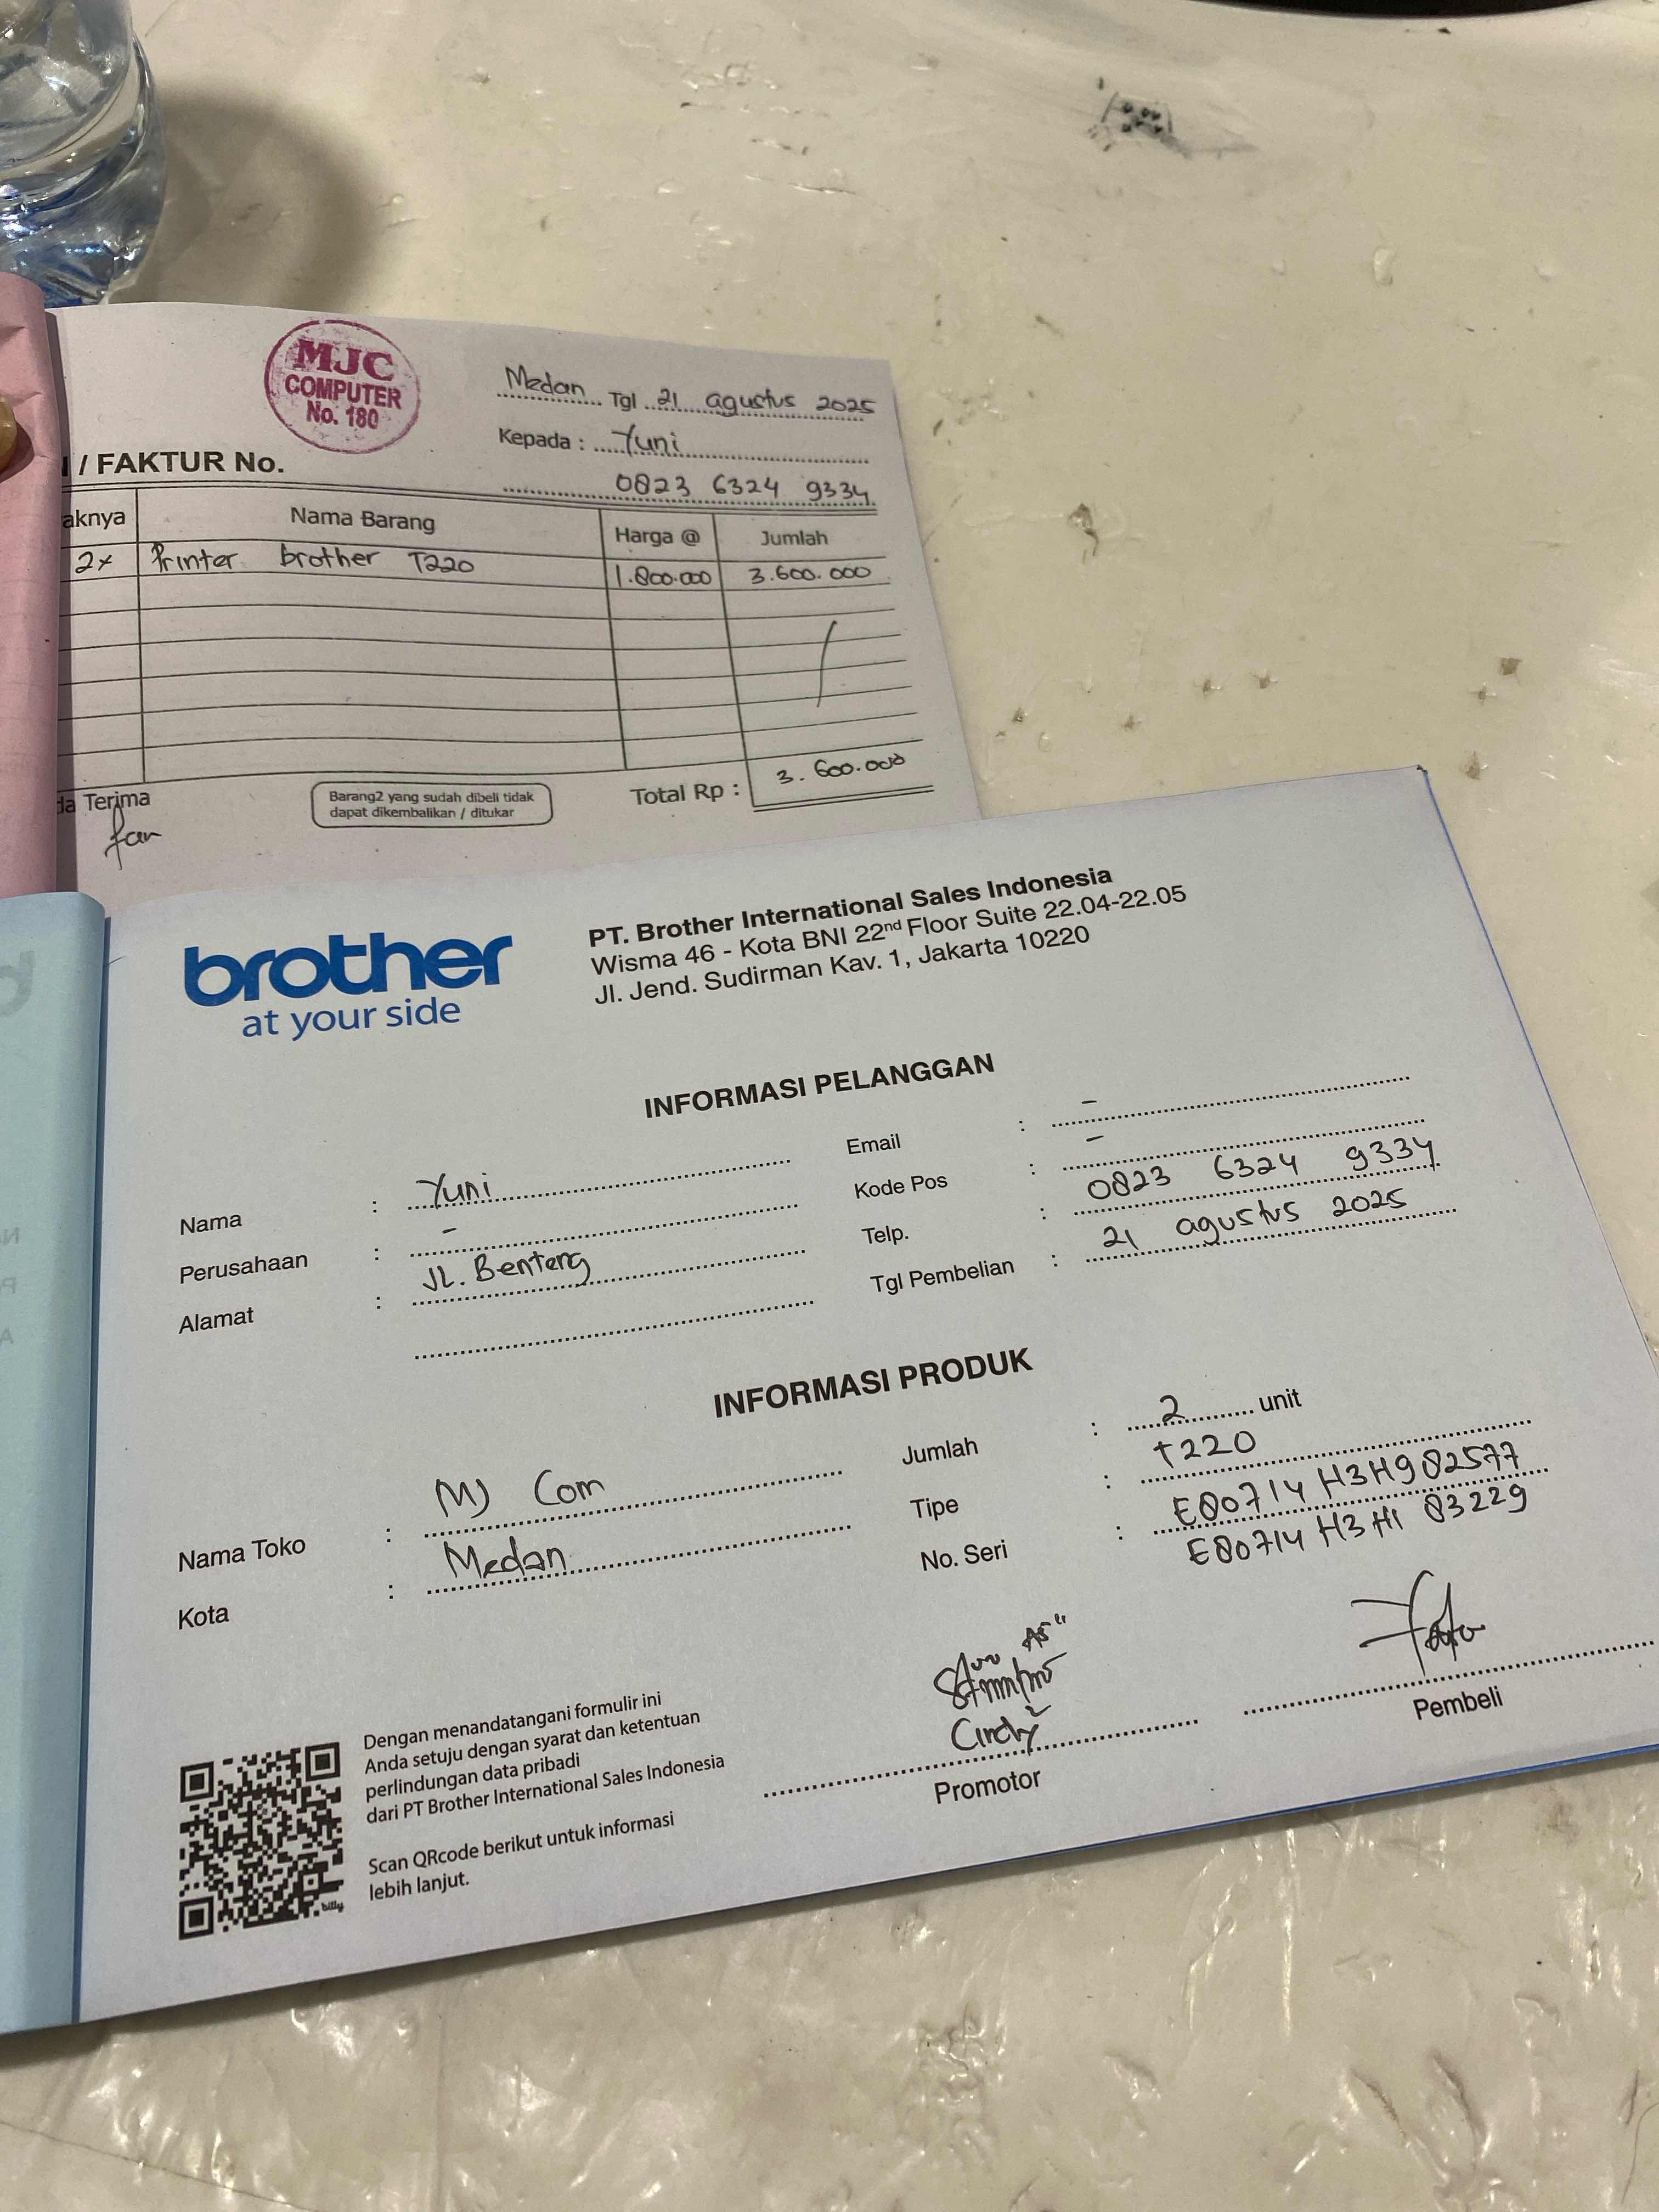 MJC
COMPUTER
No. 180
Medan Tgl 21 agustus 2025
Kepada : Yuni
0823 6324 9334
/ FAKTUR No.
aknya Nama Barang Harga @ Jumlah
2x Printer brother T220 1.800.000 3.600.000
Total Rp : 3.600.000
da Terima
Barang2 yang sudah dibeli tidak
dapat dikembalikan / ditukar
brother
at your side
PT. Brother International Sales Indonesia
Wisma 46 - Kota BNI 22nd Floor Suite 22.04-22.05
Jl. Jend. Sudirman Kav. 1, Jakarta 10220
INFORMASI PELANGGAN
Nama : Yuni
Perusahaan : -
Alamat : JL. Benteng
Email : -
Kode Pos : -
Telp. : 0823 6324 9334
Tgl Pembelian : 21 agustus 2025
INFORMASI PRODUK
Nama Toko : MJ Com
Kota : Medan
Jumlah : 2 unit
Tipe : T220
No. Seri : E80714H3H982577
E80714H3H183229
Dengan menandatangani formulir ini
Anda setuju dengan syarat dan ketentuan
perlindungan data pribadi
dari PT Brother International Sales Indonesia
Scan QRcode berikut untuk informasi
lebih lanjut.
billy
Cindy
Promotor
Pembeli